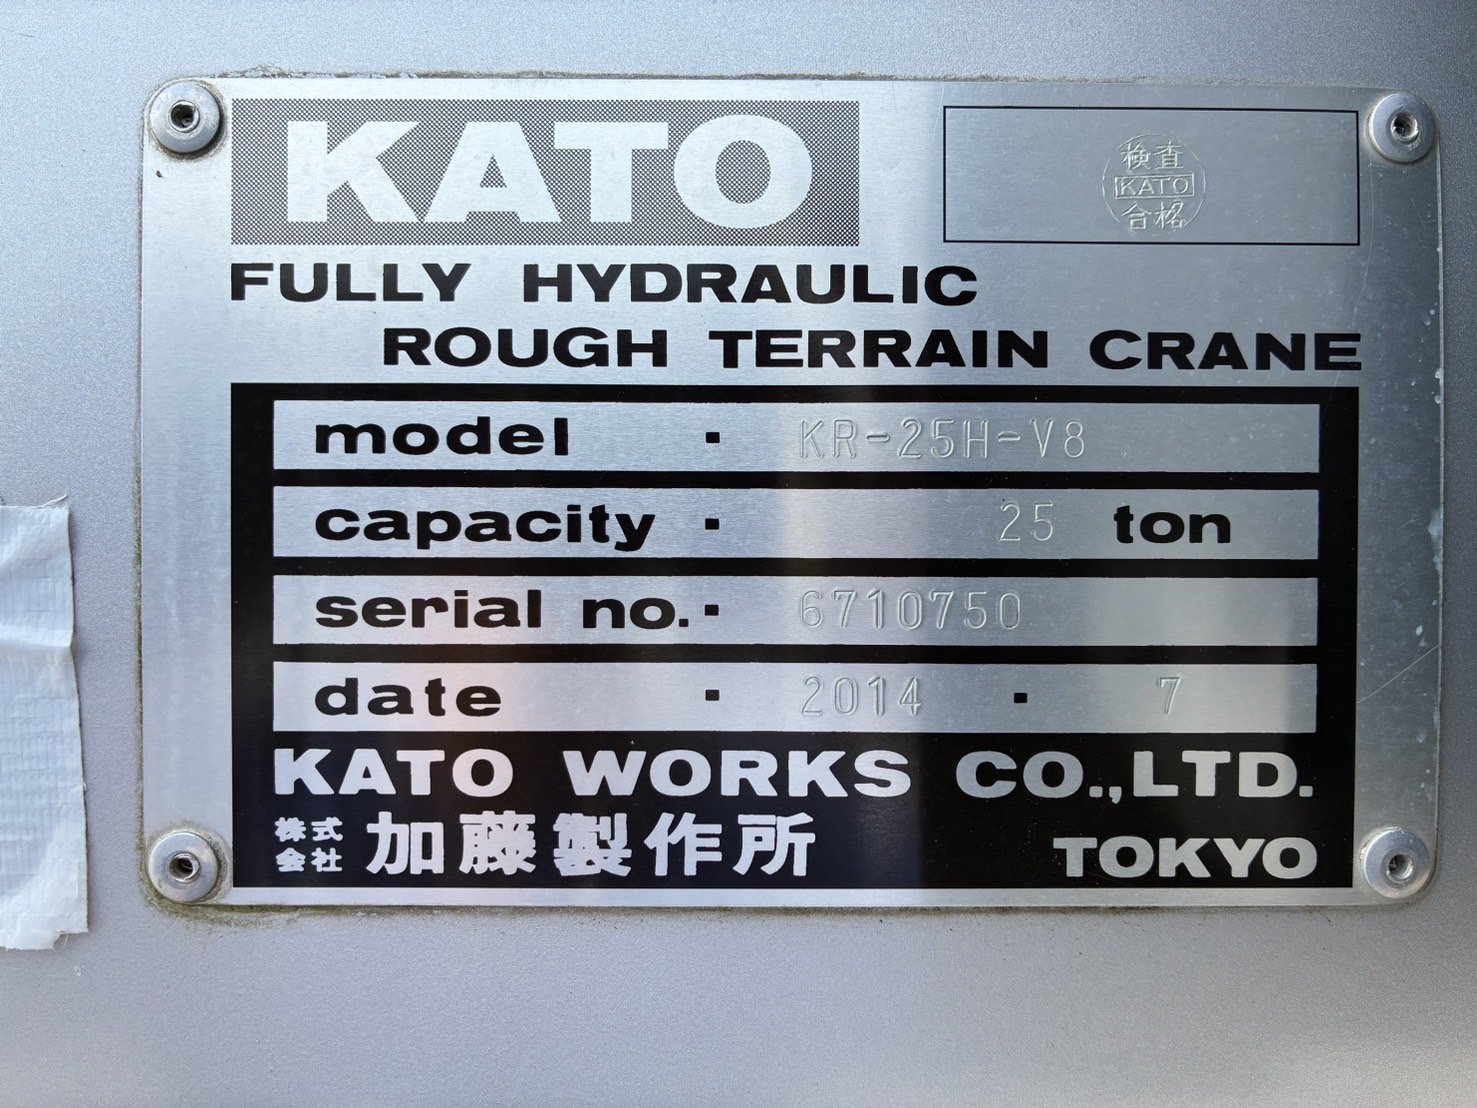 KATO
検査
KATO
合格
FULLY HYDRAULIC
ROUGH TERRAIN CRANE
model · KR-25H-V8
capacity · 25 ton
serial no. · 6710750
date · 2014 · 7
KATO WORKS CO.,LTD.
株式会社 加藤製作所 TOKYO